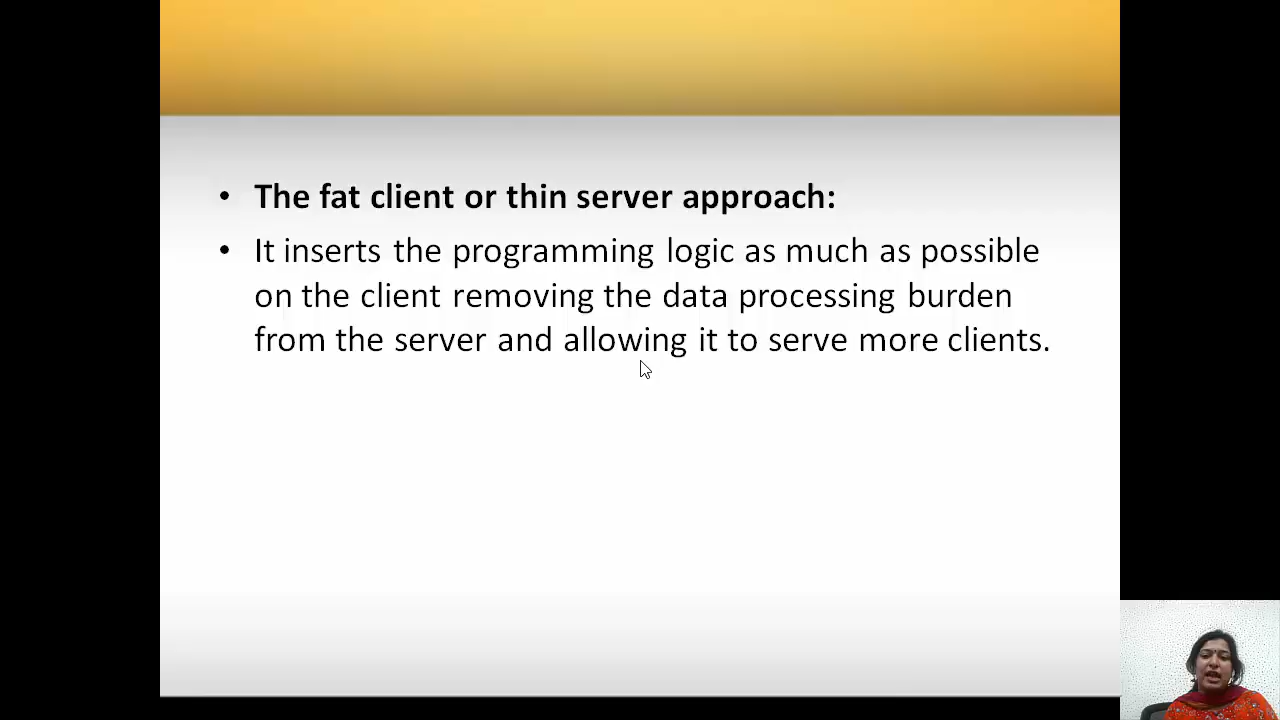 • The fat client or thin server approach:
• It inserts the programming logic as much as possible
on the client removing the data processing burden
from the server and allowing it to serve more clients.